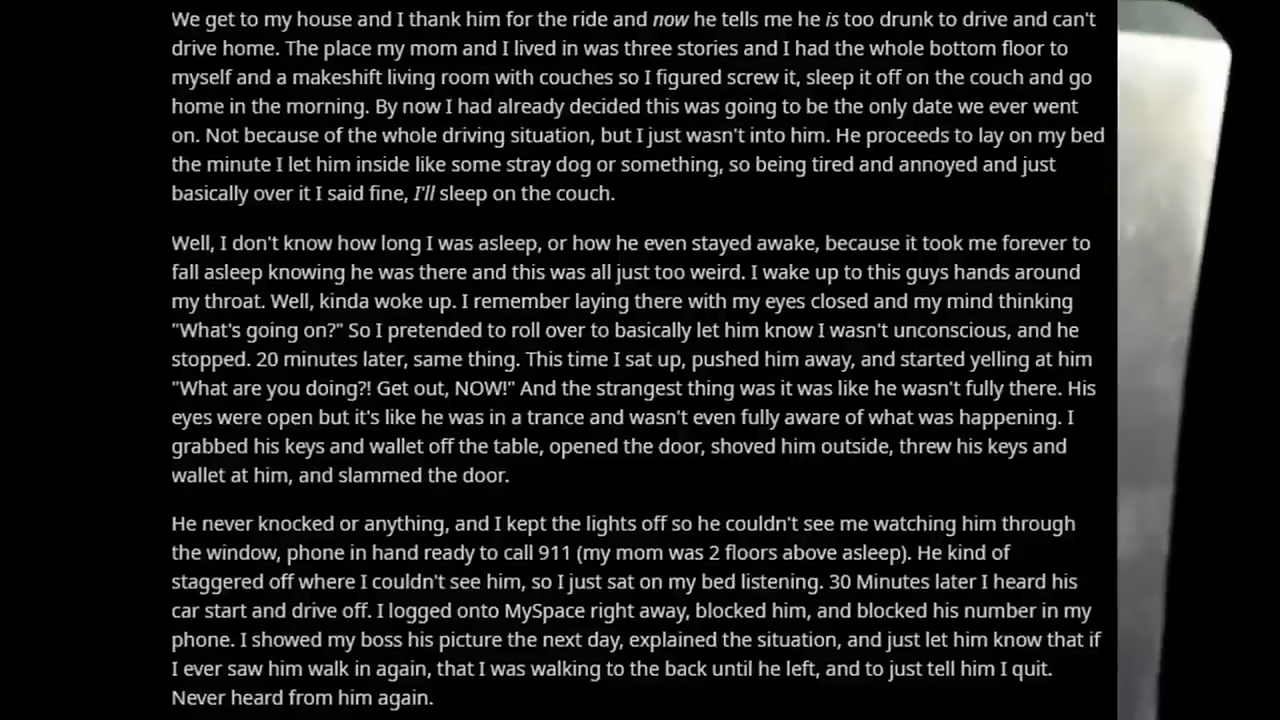 We get to my house and I thank him for the ride and now he tells me he is too drunk to drive and can't
drive home. The place my mom and I lived in was three stories and I had the whole bottom floor to
myself and a makeshift living room with couches so I figured screw it, sleep it off on the couch and go
home in the morning. By now I had already decided this was going to be the only date we ever went
on. Not because of the whole driving situation, but I just wasn't into him. He proceeds to lay on my bed
the minute I let him inside like some stray dog or something, so being tired and annoyed and just
basically over it I said fine, I'll sleep on the couch.
Well, I don't know how long I was asleep, or how he even stayed awake, because it took me forever to
fall asleep knowing he was there and this was all just too weird. I wake up to this guys hands around
my throat. Well, kinda woke up. I remember laying there with my eyes closed and my mind thinking
"What's going on?" So I pretended to roll over to basically let him know I wasn't unconscious, and he
stopped. 20 minutes later, same thing. This time I sat up, pushed him away, and started yelling at him
"What are you doing?! Get out, NOW!" And the strangest thing was it was like he wasn't fully there. His
eyes were open but it's like he was in a trance and wasn't even fully aware of what was happening. I
grabbed his keys and wallet off the table, opened the door, shoved him outside, threw his keys and
wallet at him, and slammed the door.
He never knocked or anything, and I kept the lights off so he couldn't see me watching him through
the window, phone in hand ready to call 911 (my mom was 2 floors above asleep). He kind of
staggered off where I couldn't see him, so I just sat on my bed listening. 30 Minutes later I heard his
car start and drive off. I logged onto MySpace right away, blocked him, and blocked his number in my
phone. I showed my boss his picture the next day, explained the situation, and just let him know that if
I ever saw him walk in again, that I was walking to the back until he left, and to just tell him I quit.
Never heard from him again.